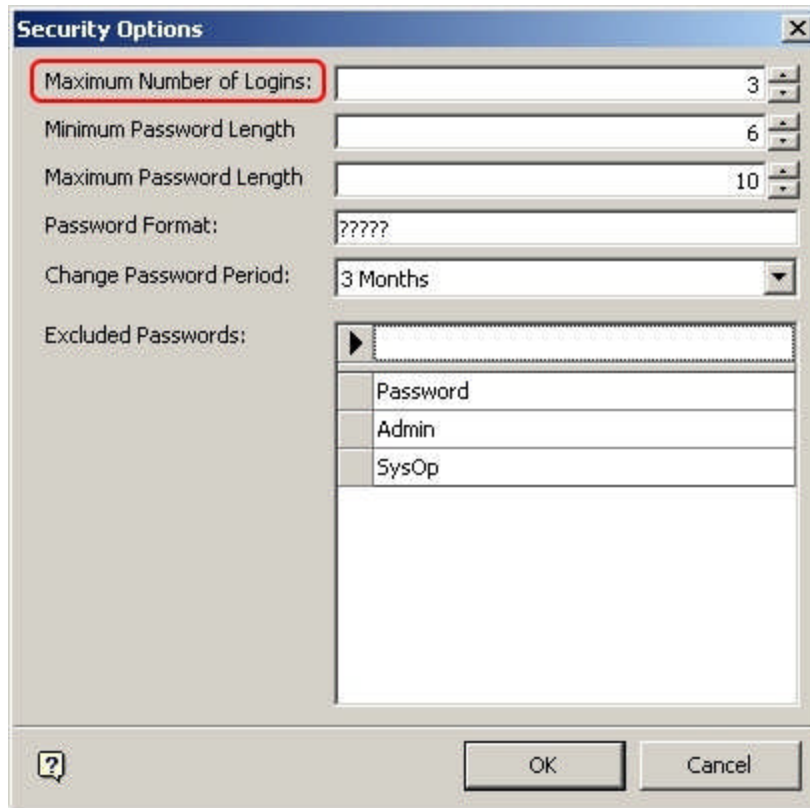 Security Options
Maximum Number of Logins: 3
Minimum Password Length 6
Maximum Password Length 10
Password Format: ?????
Change Password Period: 3 Months
Excluded Passwords:
Password
Admin
SysOp
? OK Cancel